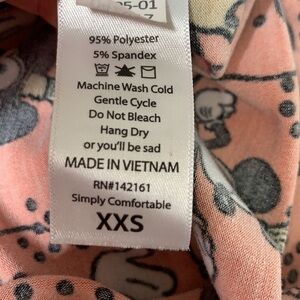 95% Polyester
5% Spandex
Machine Wash Cold
Gentle Cycle
Do Not Bleach
Hang Dry
or you'll be sad
MADE IN VIETNAM
RN#142161
Simply Comfortable
XXS